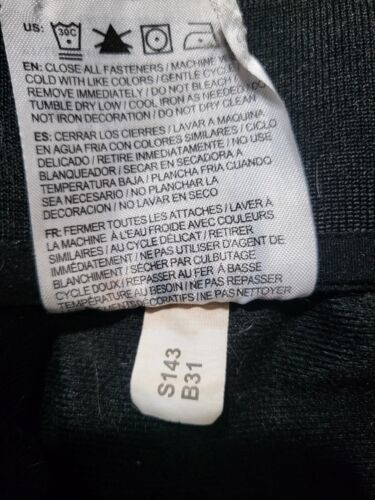 US: 30C
EN: CLOSE ALL FASTENERS / MACHINE W
COLD WITH LIKE COLORS / GENTLE CYCLE
REMOVE IMMEDIATELY / DO NOT BLEACH /
TUMBLE DRY LOW / COOL IRON AS NEEDED / DO
NOT IRON DECORATION / DO NOT DRY CLEAN
ES: CERRAR LOS CIERRES / LAVAR A MAQUINA
EN AGUA FRIA CON COLORES SIMILARES / CICLO
DELICADO / RETIRE INMEDIATAMENTE / NO USE
BLANQUEADOR / SECAR EN SECADORA A
TEMPERATURA BAJA / PLANCHA FRIA CUANDO
SEA NECESARIO / NO PLANCHAR LA
DECORACION / NO LAVAR EN SECO
FR: FERMER TOUTES LES ATTACHES / LAVER À
LA MACHINE À L'EAU FROIDE AVEC COULEURS
SIMILAIRES / AU CYCLE DÉLICAT / RETIRER
IMMÉDIATEMENT / NE PAS UTILISER D'AGENT DE
BLANCHIMENT / SÉCHER PAR CULBUTAGE
CYCLE DOUX / REPASSER AU FER À BASSE
TEMPÉRATURE AU BESOIN / NE PAS REPASSER
DÉCORATIFS / NE PAS NETTOYER
S143
B31